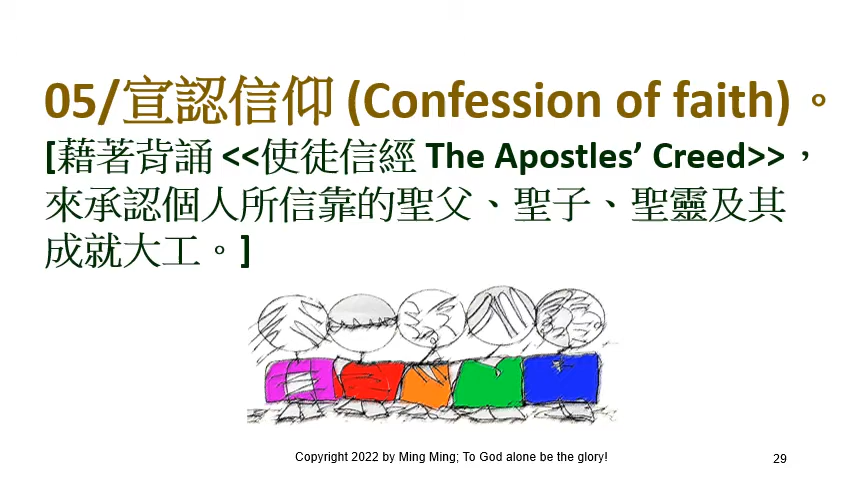 05/宣認信仰 (Confession of faith)。
[藉著背誦 <<使徒信經 The Apostles’ Creed>>，
來承認個人所信靠的聖父、聖子、聖靈及其
成就大工。]
Copyright 2022 by Ming Ming; To God alone be the glory!
29